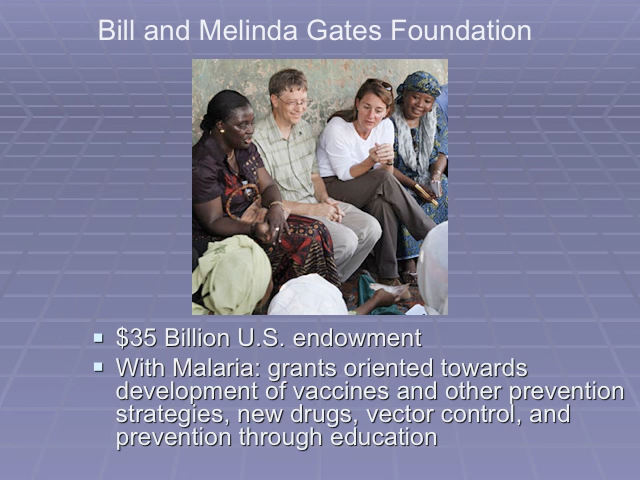 Bill and Melinda Gates Foundation
$35 Billion U.S. endowment
With Malaria: grants oriented towards
development of vaccines and other prevention
strategies, new drugs, vector control, and
prevention through education